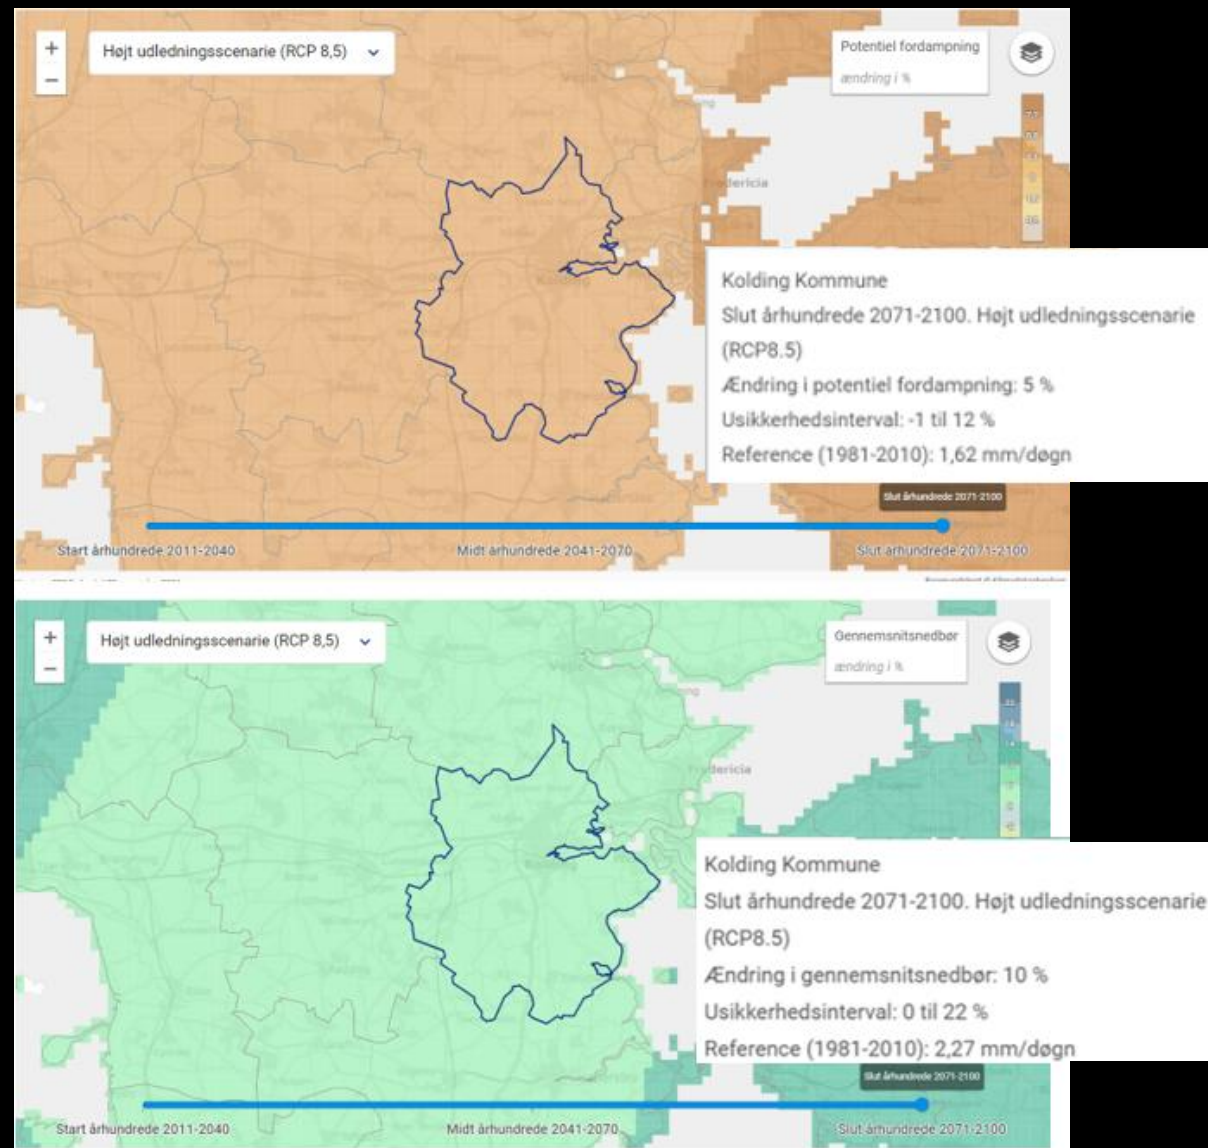 +
Højt udledningsscenarie (RCP 8,5)
Potentiel fordampning
ændring i %
−
Vejle
Fredericia
Kolding Kommune
Slut århundrede 2071-2100. Højt udledningsscenarie
(RCP8.5)
Ændring i potentiel fordampning: 5 %
Usikkerhedsinterval: -1 til 12 %
Reference (1981-2010): 1,62 mm/døgn
Slut århundrede 2071-2100
Start århundrede 2011-2040
Midt århundrede 2041-2070
Slut århundrede 2071-2100
+
Højt udledningsscenarie (RCP 8,5)
Gennemsnitsnedbør
ændring i %
−
Fredericia
Kolding Kommune
Slut århundrede 2071-2100. Højt udledningsscenarie
(RCP8.5)
Ændring i gennemsnitsnedbør: 10 %
Usikkerhedsinterval: 0 til 22 %
Reference (1981-2010): 2,27 mm/døgn
Slut århundrede 2071-2100
Start århundrede 2011-2040
Midt århundrede 2041-2070
Slut århundrede 2071-2100